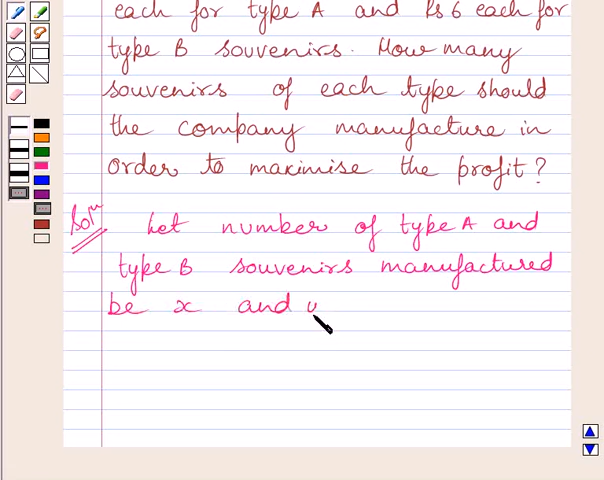 each for type A and Rs 6 each for
type B souvenirs. How many
souvenirs of each type should
the company manufacture in
order to maximise the profit?
Solⁿ Let number of type A and
type B souvenirs manufactured
be x and